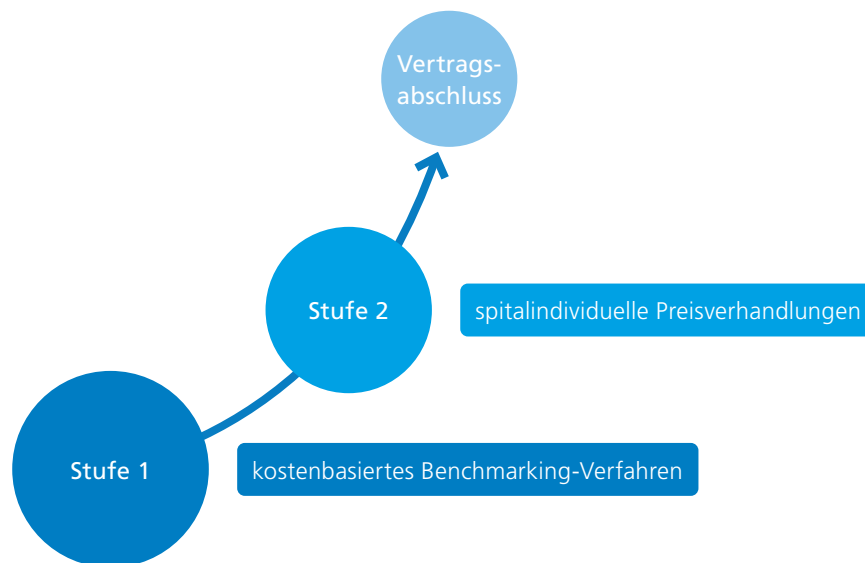 Vertrags-
abschluss
Stufe 2
spitalindividuelle Preisverhandlungen
Stufe 1
kostenbasiertes Benchmarking-Verfahren